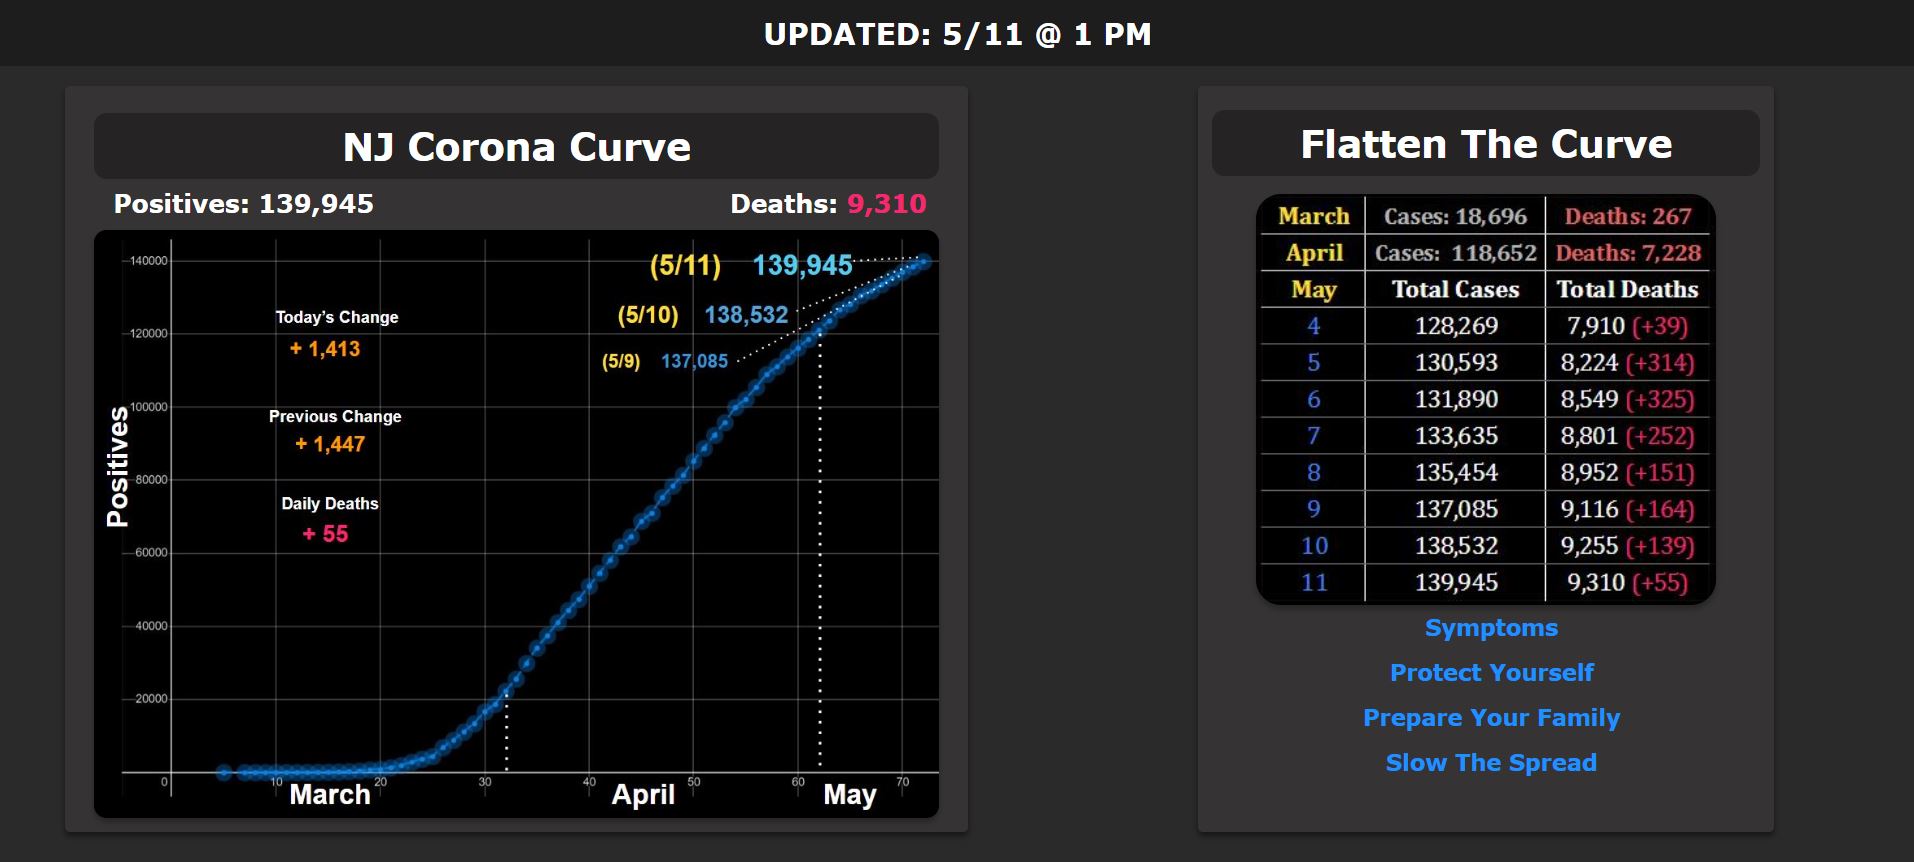 UPDATED: 5/11 @ 1 PM
NJ Corona Curve
Positives: 139,945 Deaths: 9,310
140000
120000
100000
80000
60000
40000
20000
0 10 20 30 40 50 60 70
Positives
March April May
(5/11) 139,945
(5/10) 138,532
(5/9) 137,085
Today's Change
+ 1,413
Previous Change
+ 1,447
Daily Deaths
+ 55
Flatten The Curve
March Cases: 18,696 Deaths: 267
April Cases: 118,652 Deaths: 7,228
May Total Cases Total Deaths
4 128,269 7,910 (+39)
5 130,593 8,224 (+314)
6 131,890 8,549 (+325)
7 133,635 8,801 (+252)
8 135,454 8,952 (+151)
9 137,085 9,116 (+164)
10 138,532 9,255 (+139)
11 139,945 9,310 (+55)
Symptoms
Protect Yourself
Prepare Your Family
Slow The Spread